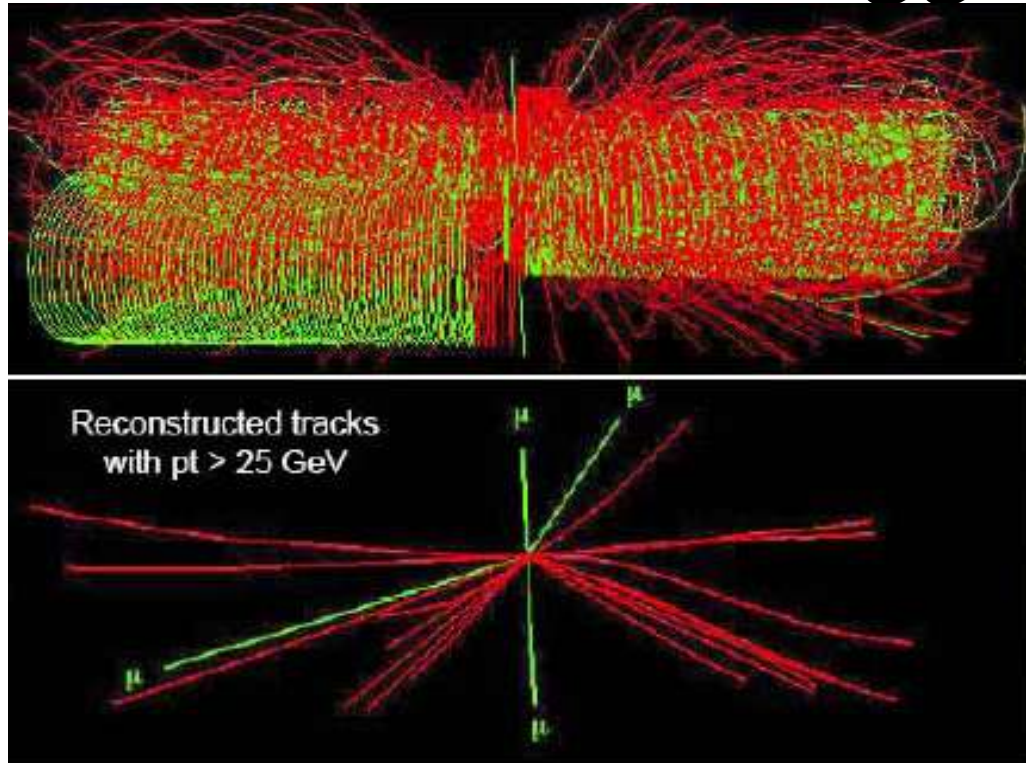 μ
μ
Reconstructed tracks
with pt > 25 GeV
μ
μ